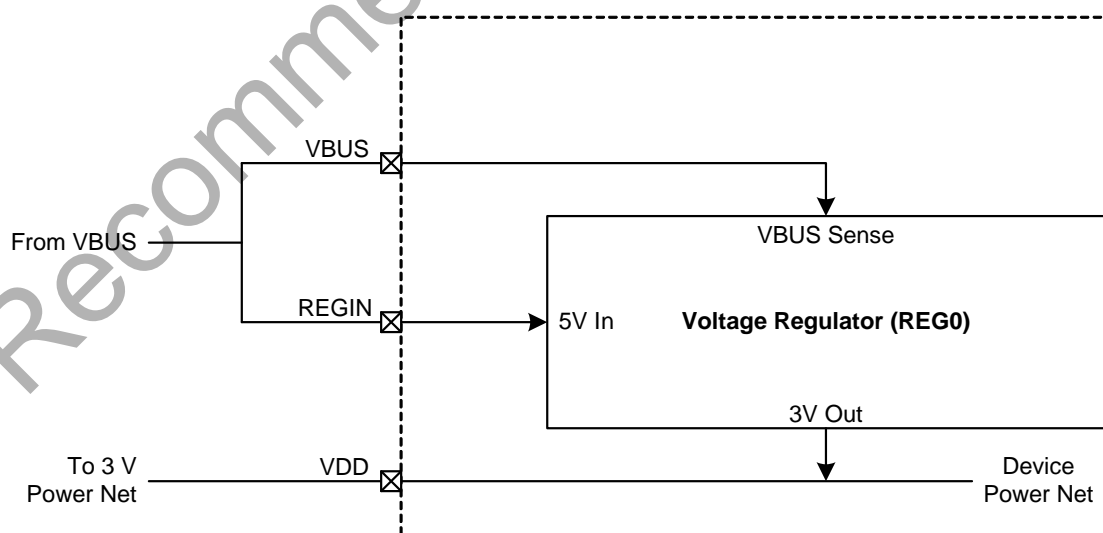 Recomme
VBUS
From VBUS
VBUS Sense
REGIN
5V In
Voltage Regulator (REG0)
3V Out
To 3 V
Power Net
VDD
Device
Power Net